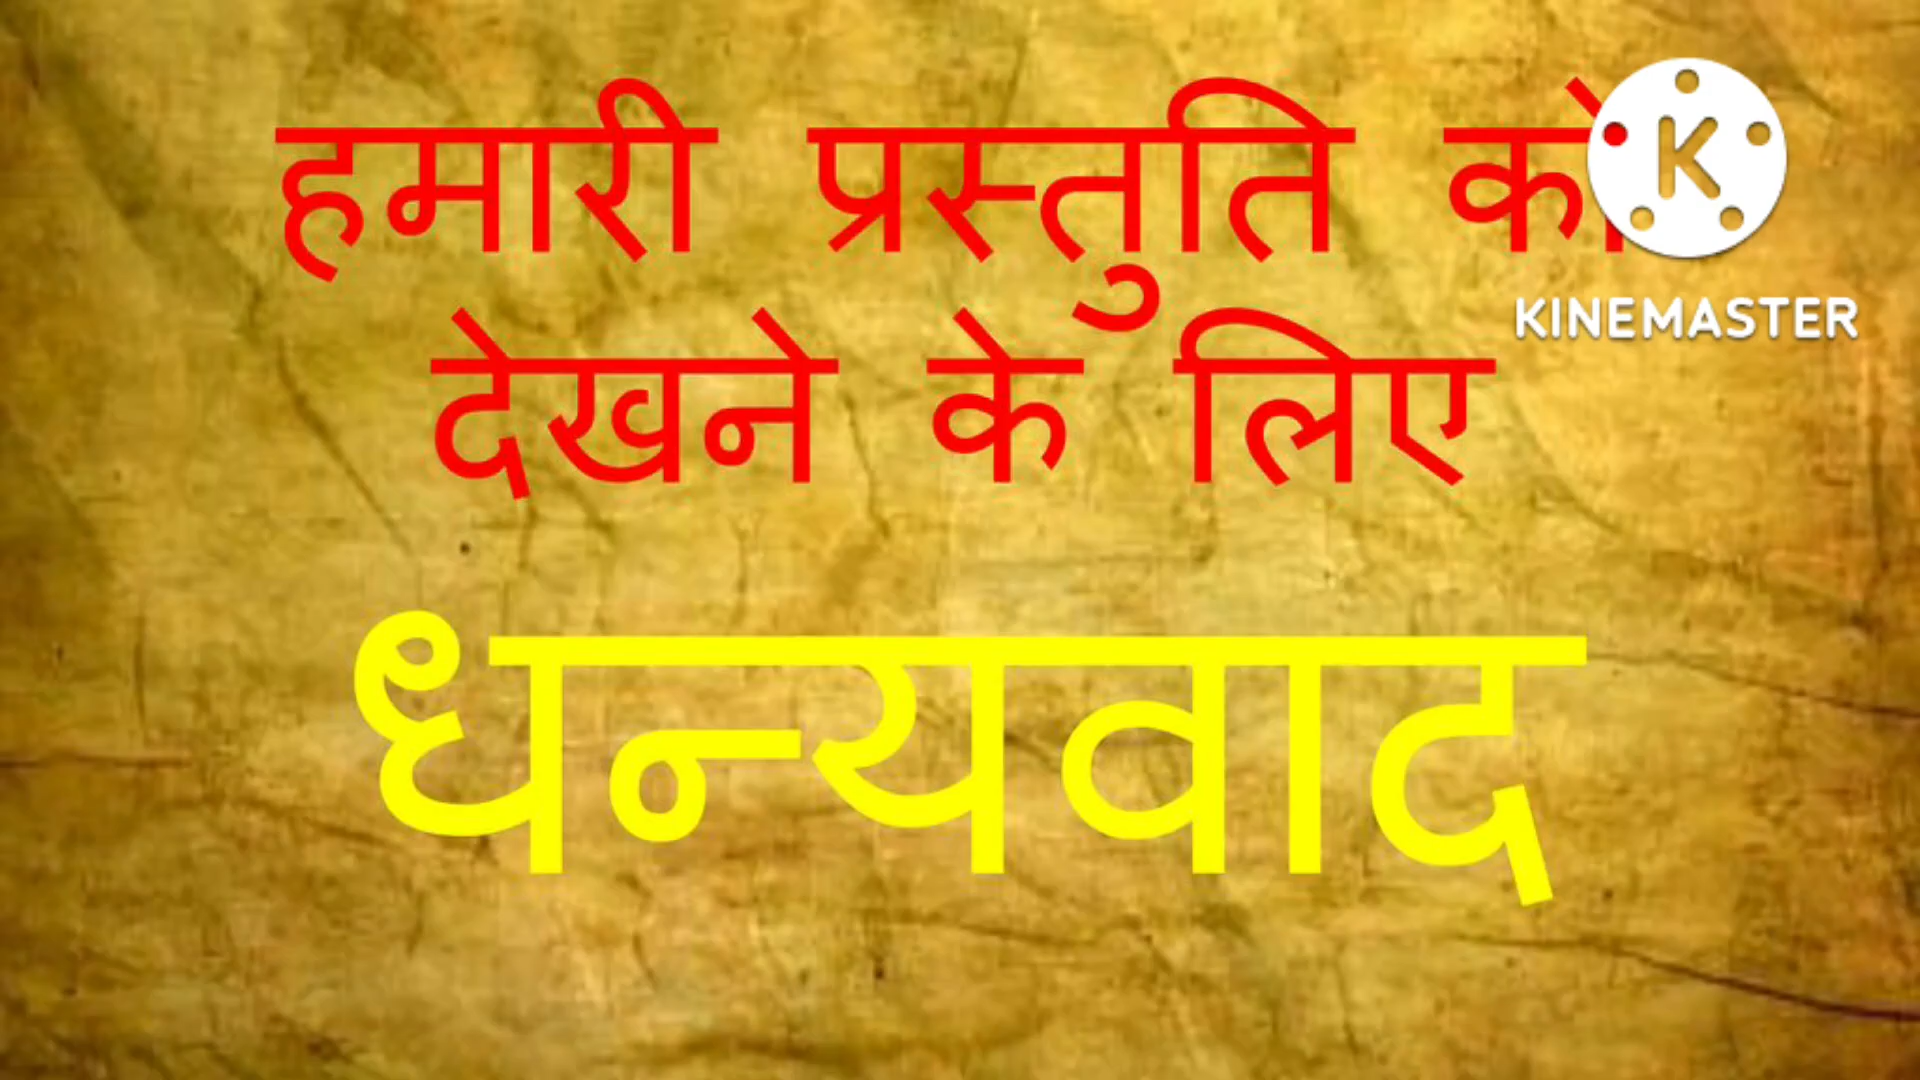 हमारी प्रस्तुति को
देखने के लिए
धन्यवाद
K
KINEMASTER